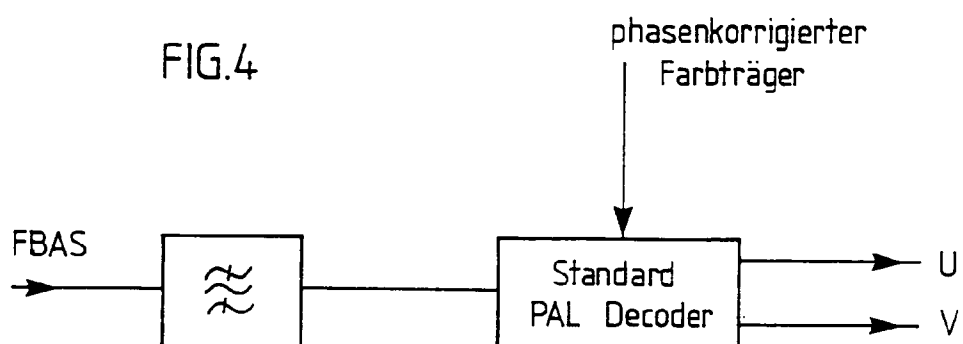 FIG.4
phasenkorrigierter
Farbträger
FBAS
Standard
PAL Decoder
U
V